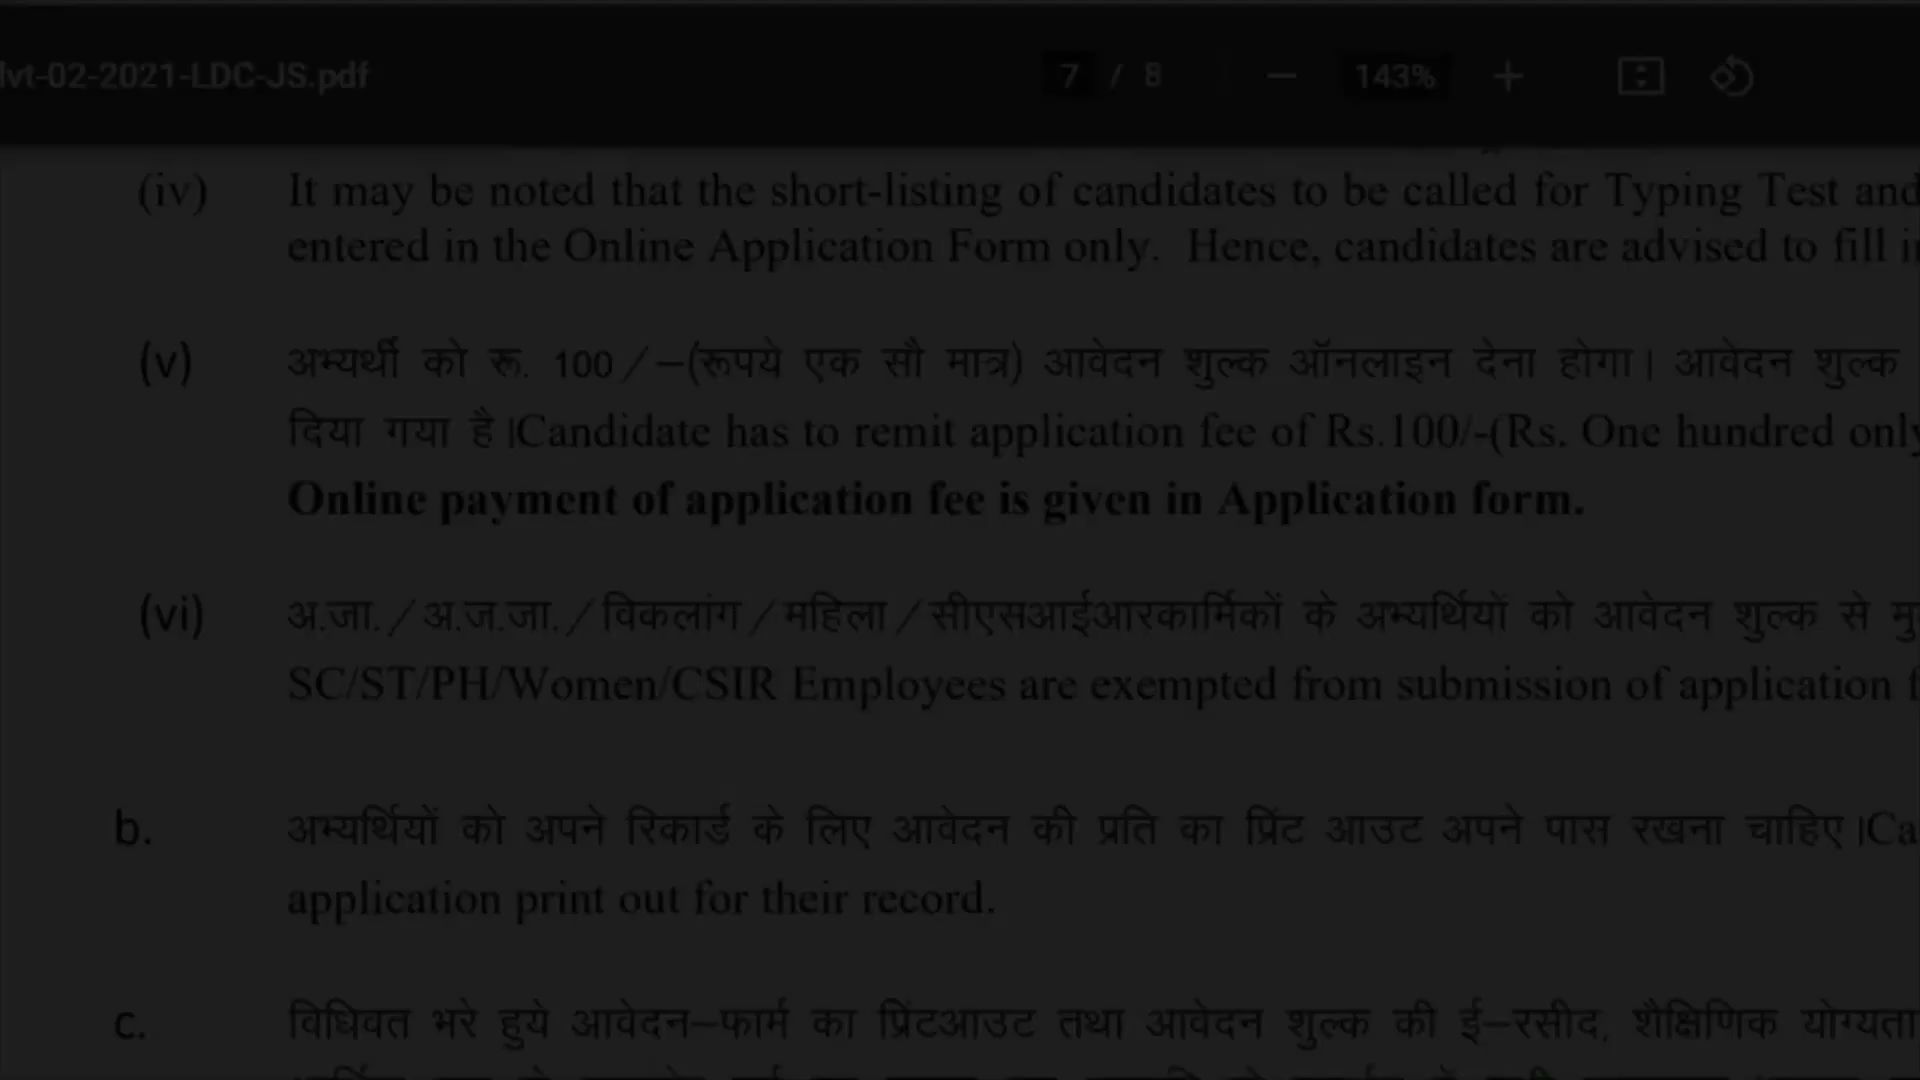 lvt-02-2021-LDC-JS.pdf 7 / 8 − 143% +
(iv) It may be noted that the short-listing of candidates to be called for Typing Test and
entered in the Online Application Form only. Hence, candidates are advised to fill in
(v) अभ्यर्थी को रू. 100/–(रूपये एक सौ मात्र) आवेदन शुल्क ऑनलाइन देना होगा। आवेदन शुल्क
दिया गया है।Candidate has to remit application fee of Rs.100/-(Rs. One hundred only
Online payment of application fee is given in Application form.
(vi) अ.जा./अ.ज.जा./विकलांग/महिला/सीएसआईआरकार्मिकों के अभ्यर्थियों को आवेदन शुल्क से
SC/ST/PH/Women/CSIR Employees are exempted from submission of application f
b. अभ्यर्थियों को अपने रिकार्ड के लिए आवेदन की प्रति का प्रिंट आउट अपने पास रखना चाहिए।Ca
application print out for their record.
c. विधिवत भरे हुये आवेदन–फार्म का प्रिंटआउट तथा आवेदन शुल्क की ई–रसीद, शैक्षिणिक योग्यता